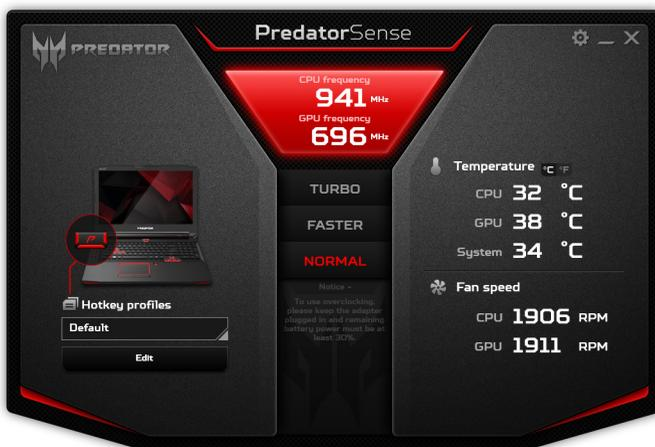 PredatorSense
PREDATOR
CPU frequency
941 MHz
GPU frequency
696 MHz
TURBO
FASTER
NORMAL
Notice -
To use overclocking,
please keep the adapter
plugged in and remaining
battery power must be at
least 30%.
Hotkey profiles
Default
Edit
Temperature °C °F
CPU 32 °C
GPU 38 °C
System 34 °C
Fan speed
CPU 1906 RPM
GPU 1911 RPM